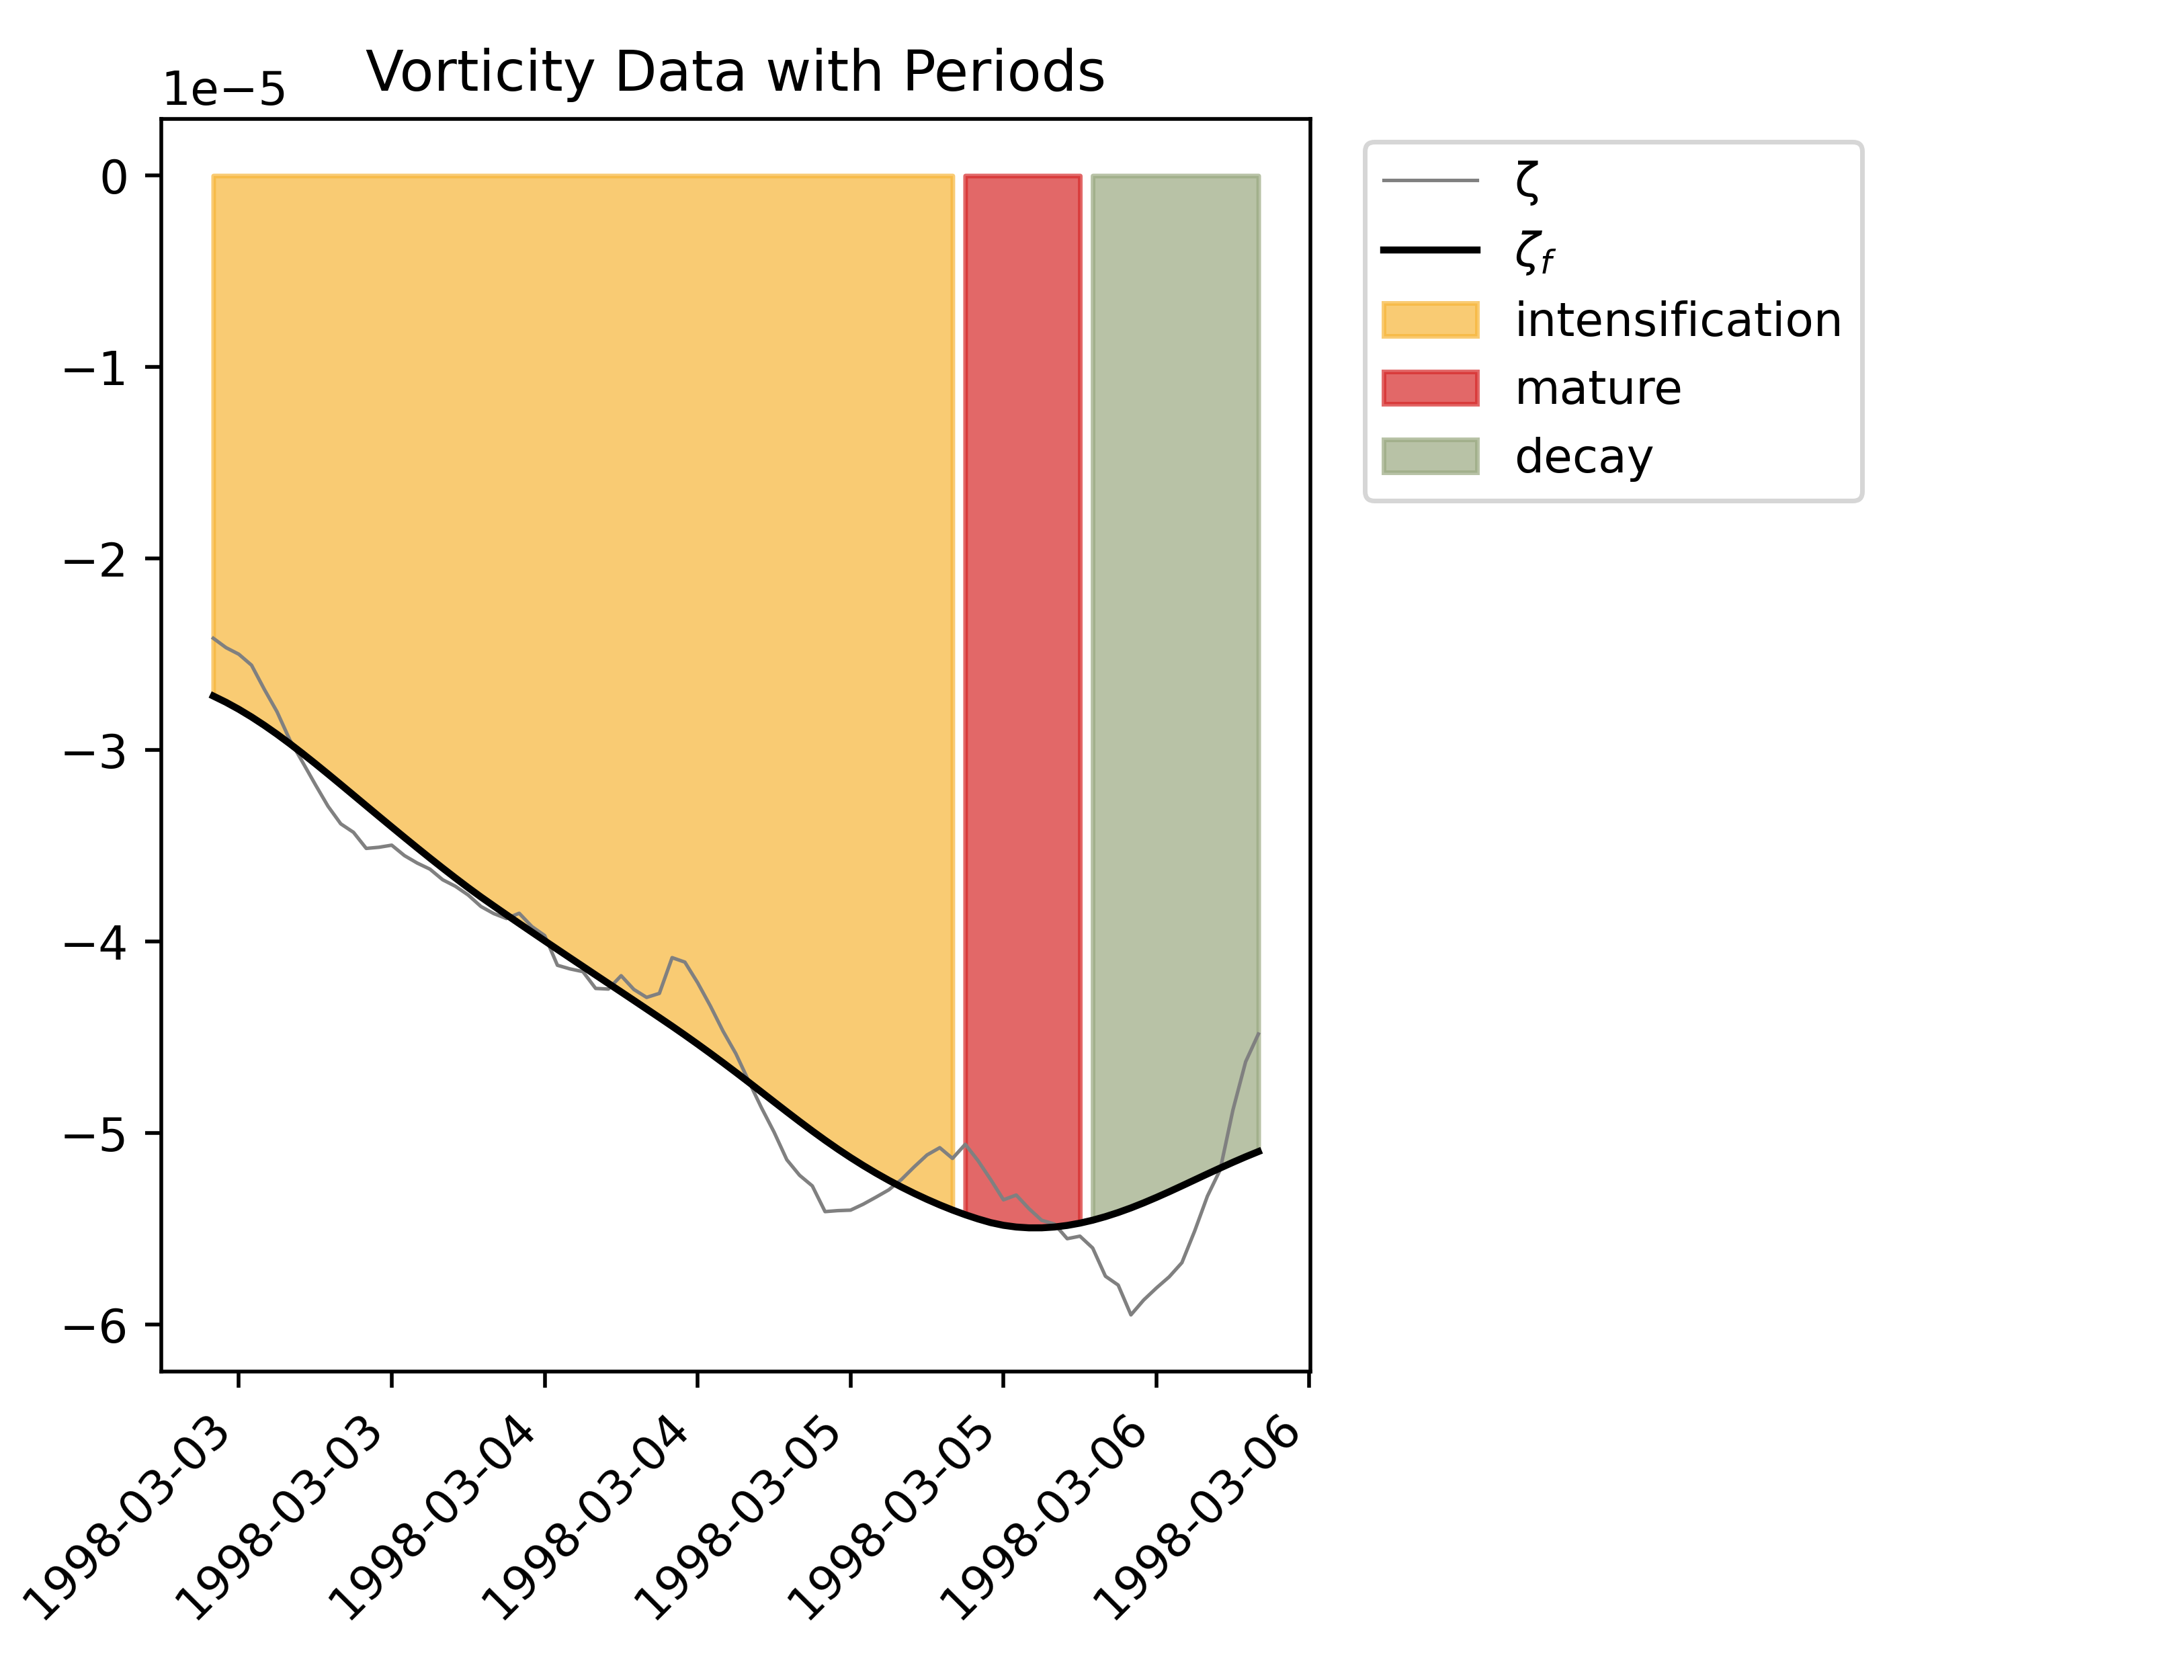 Vorticity Data with Periods
1e−5
0
−1
−2
−3
−4
−5
−6
1998-03-03
1998-03-03
1998-03-04
1998-03-04
1998-03-05
1998-03-05
1998-03-06
1998-03-06
ζ
ζf
intensification
mature
decay